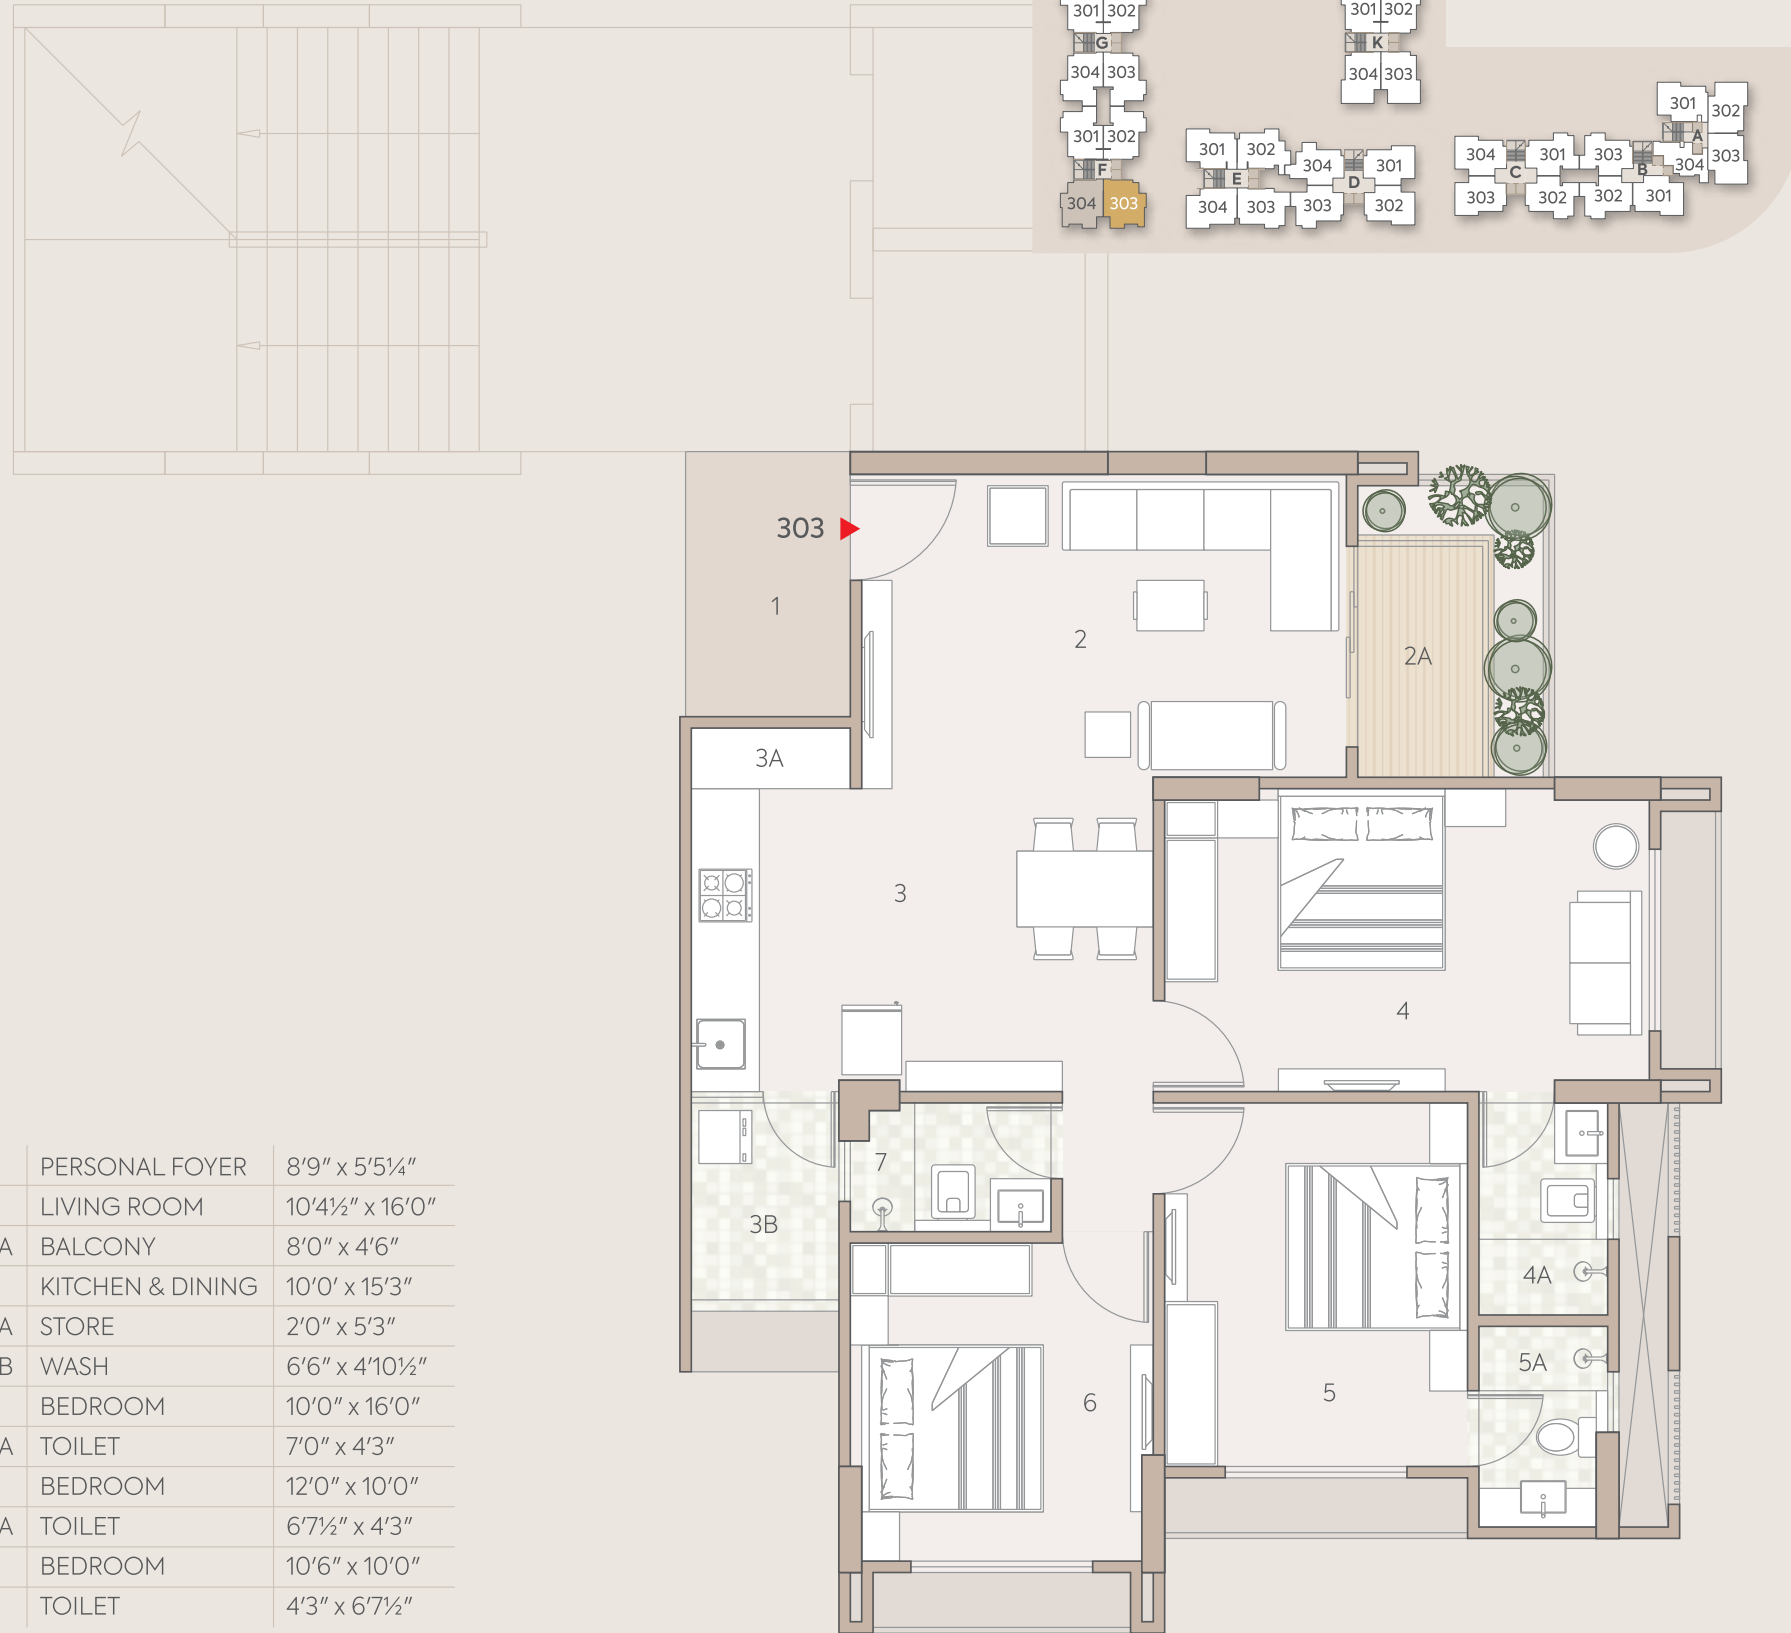 301 302
G
304 303
301 302
F
304 303
301 302
K
304 303
301 302
E
304 303
304 301
D
303 302
304 301
C
303 302
303
B
302 301
301 302
A
304 303
303
1
2
2A
3A
3
4
3B
7
4A
5A
5
6
PERSONAL FOYER 8'9" x 5'5¼"
LIVING ROOM 10'4½" x 16'0"
A BALCONY 8'0" x 4'6"
KITCHEN & DINING 10'0' x 15'3"
A STORE 2'0" x 5'3"
B WASH 6'6" x 4'10½"
BEDROOM 10'0" x 16'0"
A TOILET 7'0" x 4'3"
BEDROOM 12'0" x 10'0"
A TOILET 6'7½" x 4'3"
BEDROOM 10'6" x 10'0"
TOILET 4'3" x 6'7½"